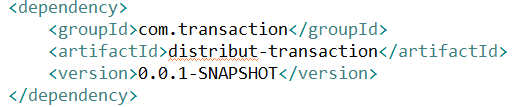 <dependency>
<groupId>com.transaction</groupId>
<artifactId>distribut-transaction</artifactId>
<version>0.0.1-SNAPSHOT</version>
</dependency>